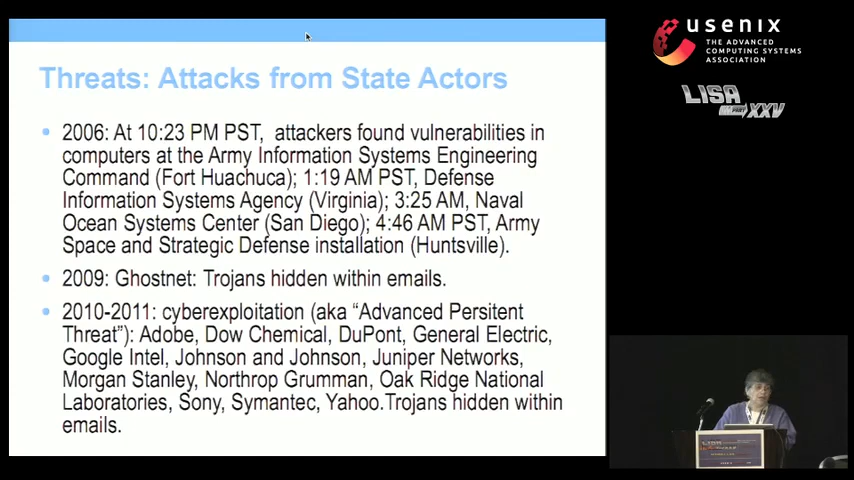 usenix
THE ADVANCED
COMPUTING SYSTEMS
ASSOCIATION
LISA
XXV
Threats: Attacks from State Actors
• 2006: At 10:23 PM PST, attackers found vulnerabilities in
computers at the Army Information Systems Engineering
Command (Fort Huachuca); 1:19 AM PST, Defense
Information Systems Agency (Virginia); 3:25 AM, Naval
Ocean Systems Center (San Diego); 4:46 AM PST, Army
Space and Strategic Defense installation (Huntsville).
• 2009: Ghostnet: Trojans hidden within emails.
• 2010-2011: cyberexploitation (aka “Advanced Persitent
Threat”): Adobe, Dow Chemical, DuPont, General Electric,
Google Intel, Johnson and Johnson, Juniper Networks,
Morgan Stanley, Northrop Grumman, Oak Ridge National
Laboratories, Sony, Symantec, Yahoo.Trojans hidden within
emails.
LISA